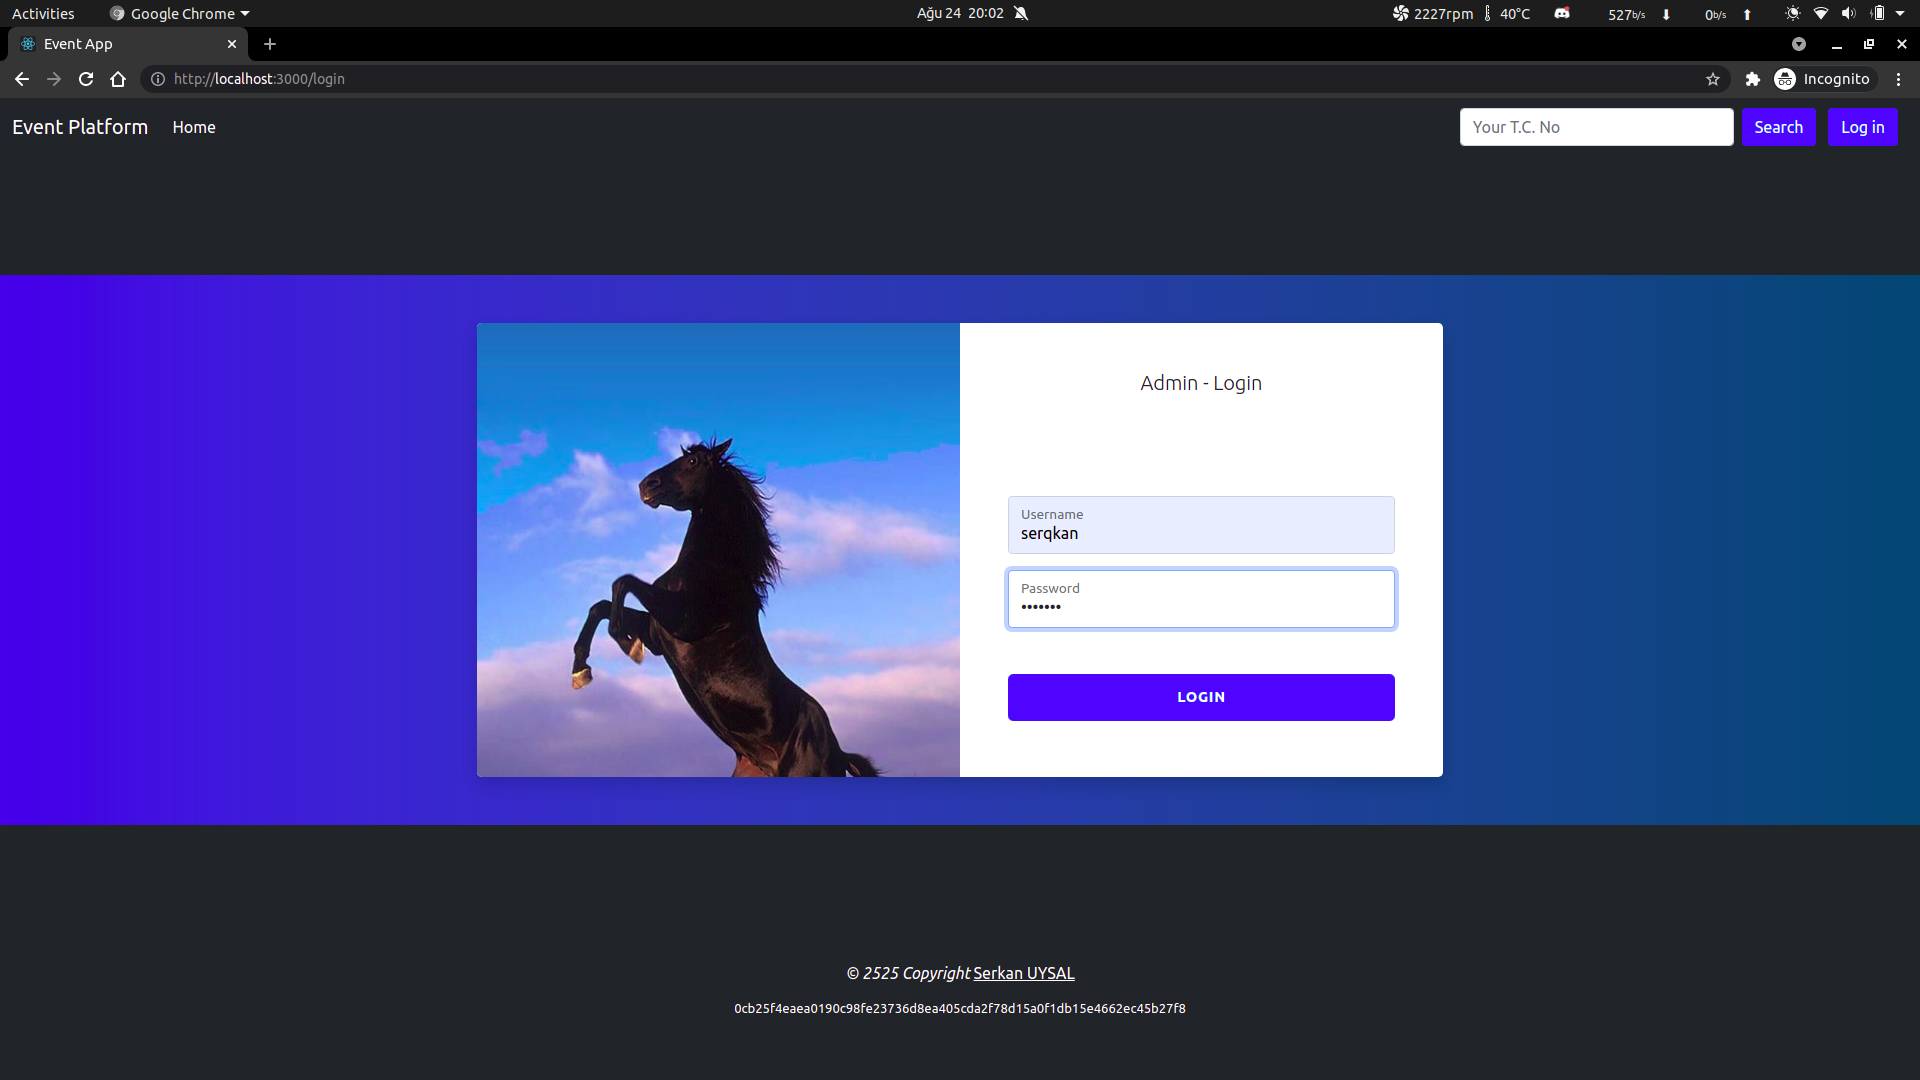 Activities Google Chrome Ağu 24 20:02 2227rpm 40°C 527b/s 0b/s
Event App
http://localhost:3000/login Incognito
Event Platform Home Your T.C. No Search Log in
Admin - Login
Username
serqkan
Password
•••••••
LOGIN
© 2525 Copyright Serkan UYSAL
0cb25f4eaea0190c98fe23736d8ea405cda2f78d15a0f1db15e4662ec45b27f8